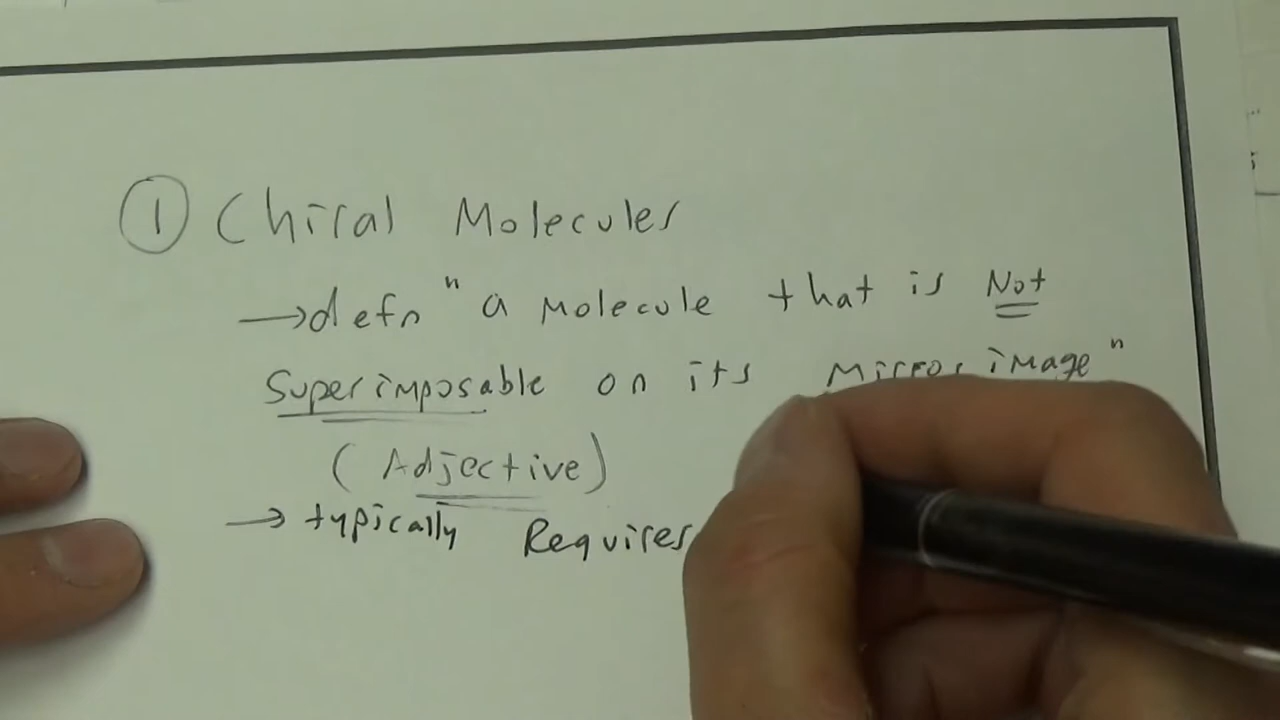 ① Chiral Molecules
→ defn "a Molecule that is Not
Superimposable on its Mirror image"
(Adjective)
→ typically Requires